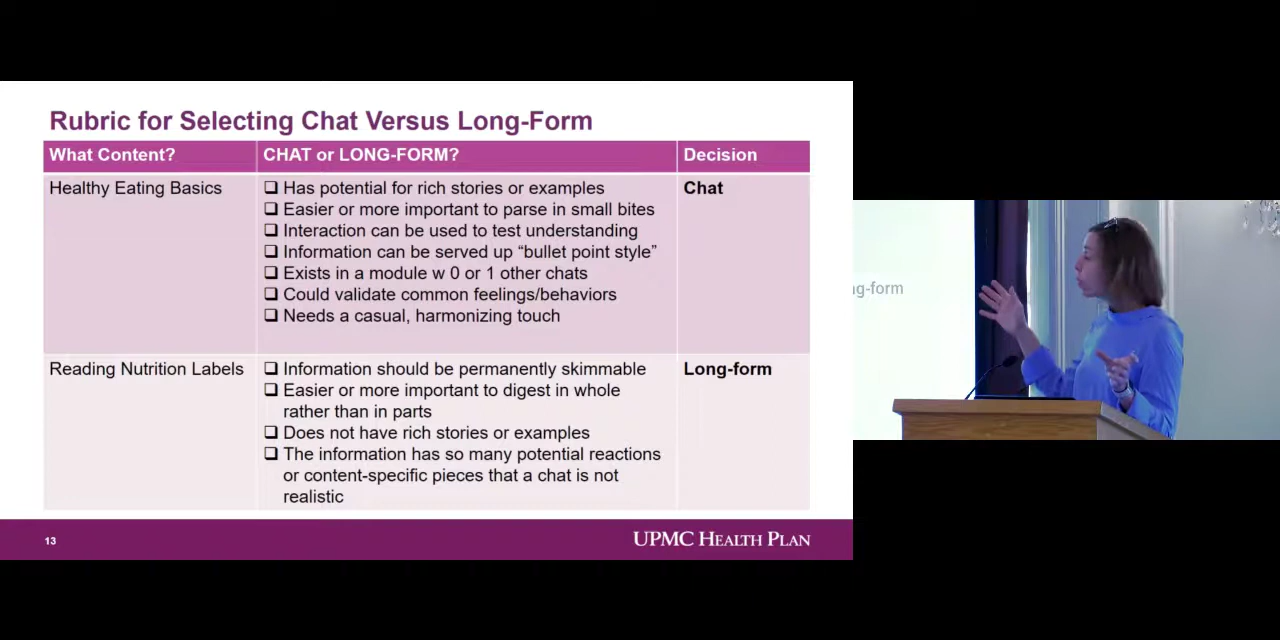 Rubric for Selecting Chat Versus Long-Form
What Content?
CHAT or LONG-FORM?
Decision
Healthy Eating Basics
❑ Has potential for rich stories or examples
❑ Easier or more important to parse in small bites
❑ Interaction can be used to test understanding
❑ Information can be served up “bullet point style”
❑ Exists in a module w 0 or 1 other chats
❑ Could validate common feelings/behaviors
❑ Needs a casual, harmonizing touch
Chat
Reading Nutrition Labels
❑ Information should be permanently skimmable
❑ Easier or more important to digest in whole
rather than in parts
❑ Does not have rich stories or examples
❑ The information has so many potential reactions
or content-specific pieces that a chat is not
realistic
Long-form
13
UPMC HEALTH PLAN
ng-form